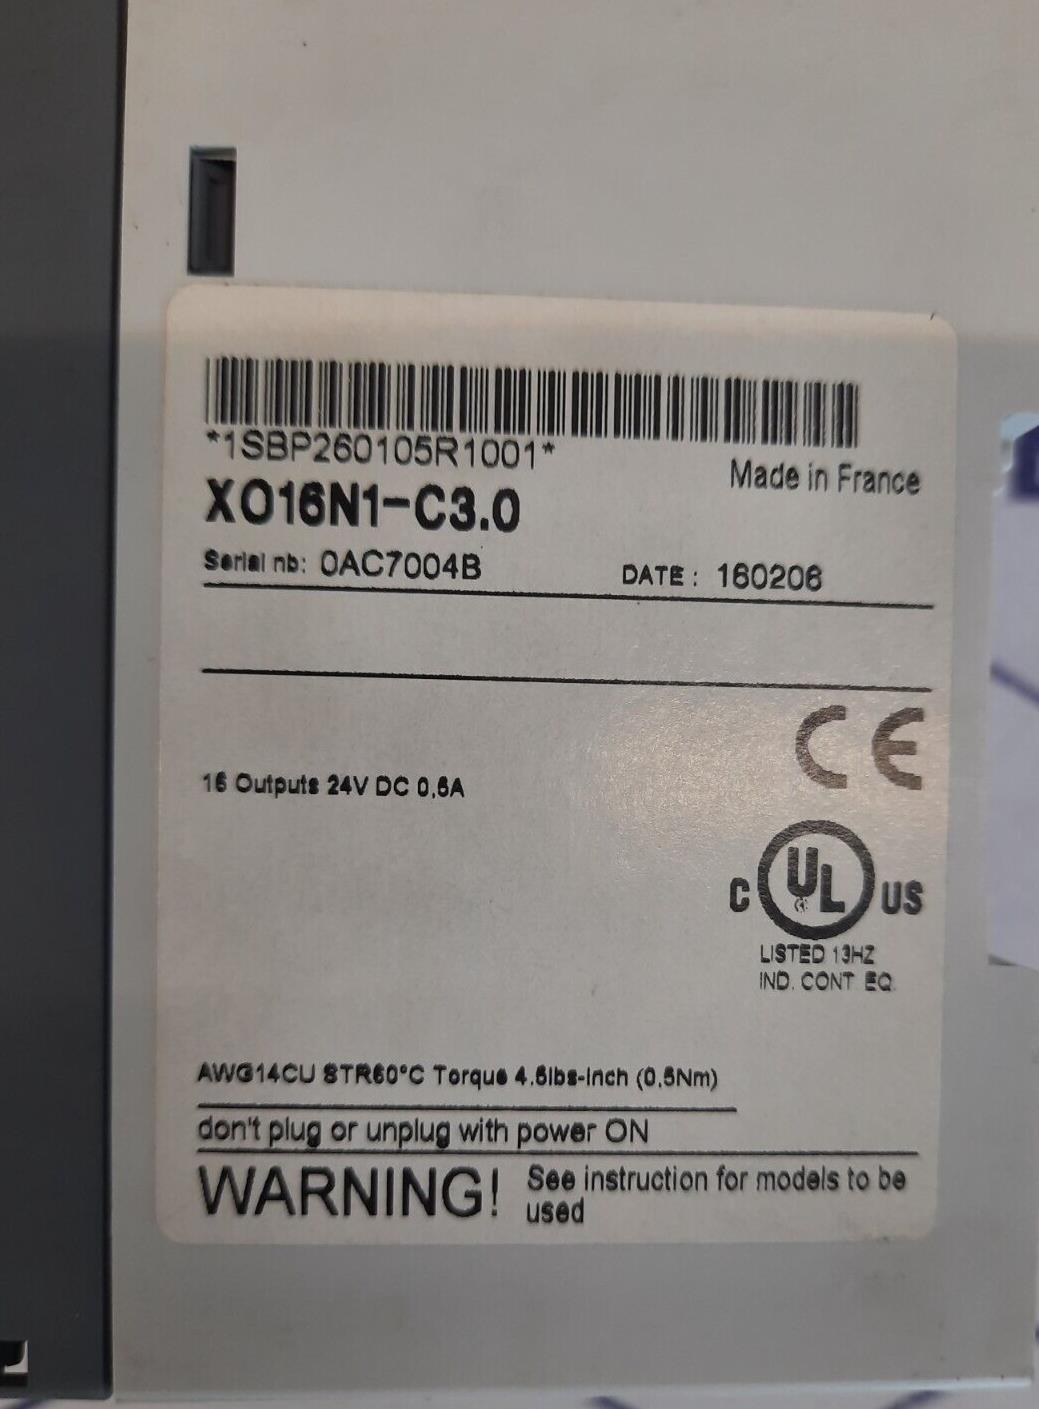 *1SBP260105R1001*
Made in France
XO16N1-C3.0
Serial nb: 0AC7004B DATE: 160206
16 Outputs 24V DC 0,5A
CE
C UL US
LISTED 13HZ
IND. CONT EQ.
AWG14CU STR60°C Torque 4.5lbs-inch (0.5Nm)
don't plug or unplug with power ON
WARNING! See instruction for models to be
used